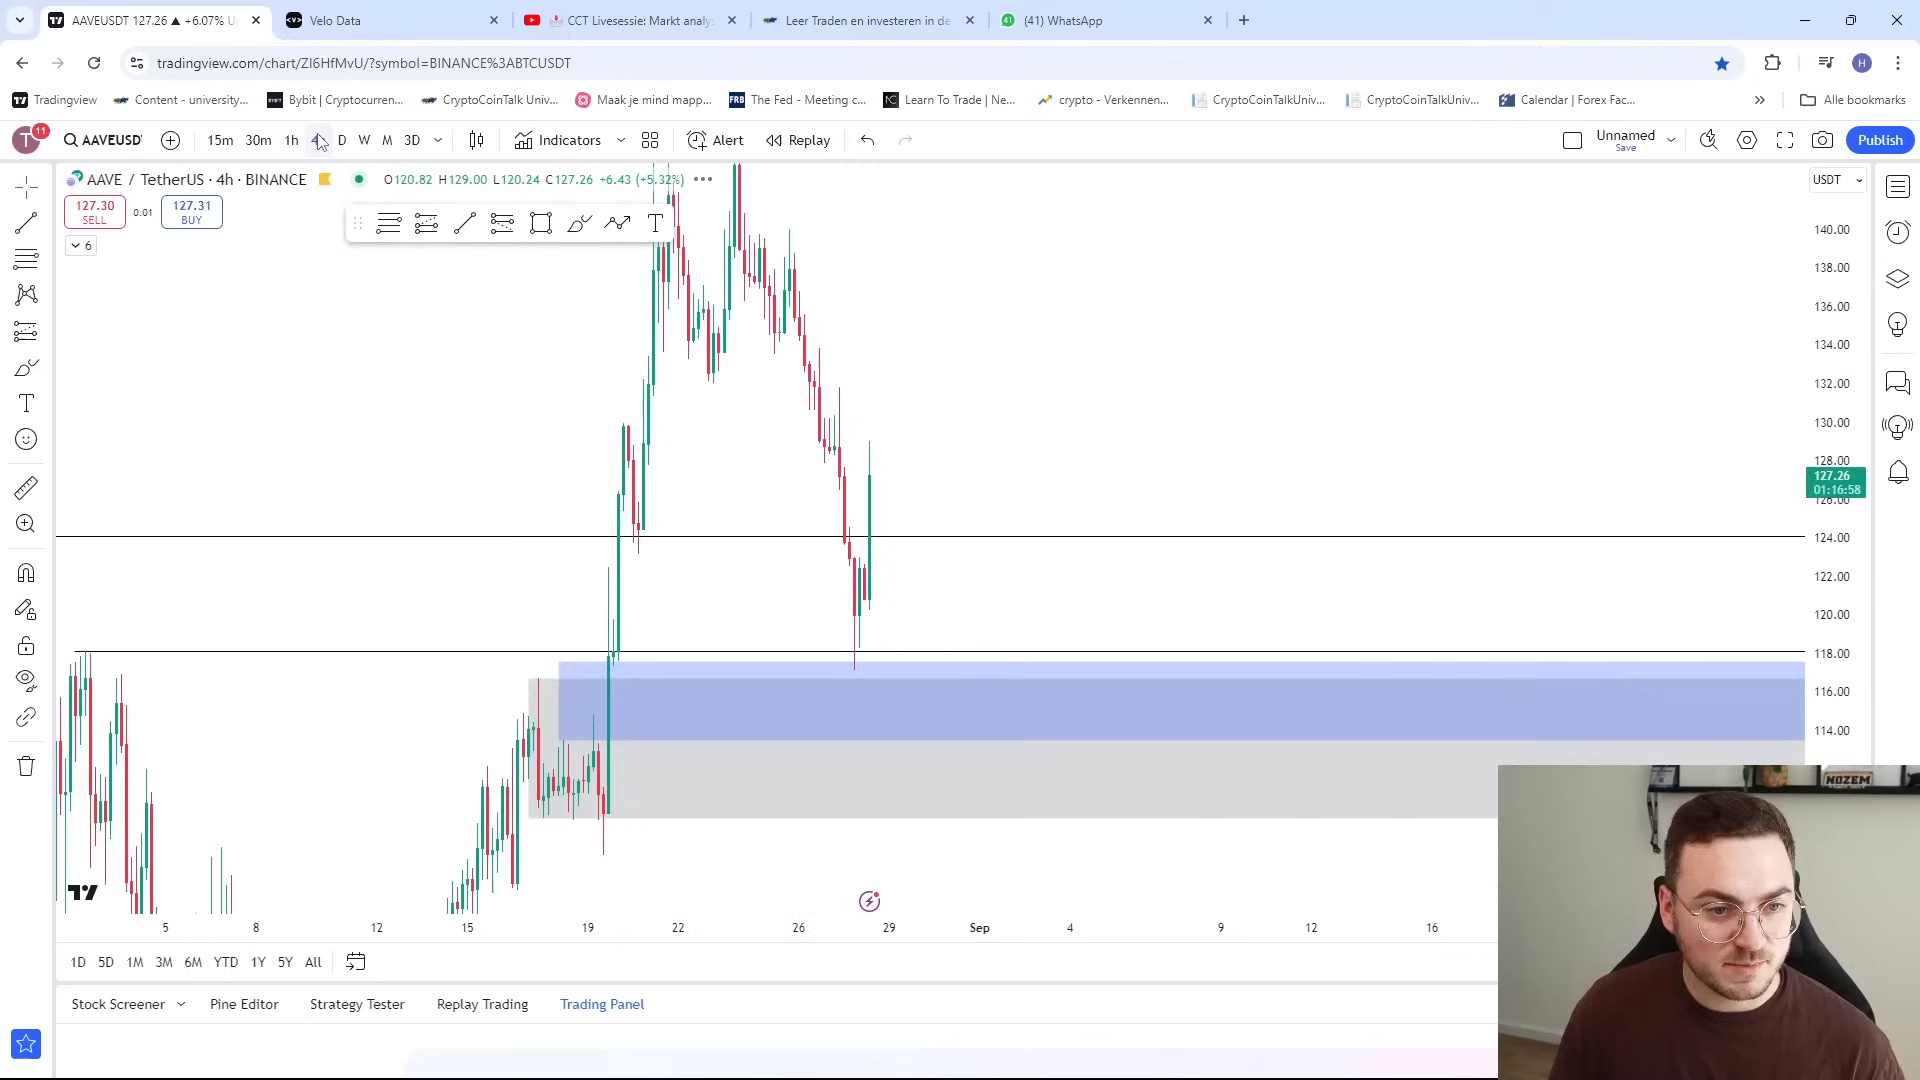 AAVEUSDT 127.26 ▲ +6.07% U
Velo Data
CCT Livesessie: Markt analys
Leer Traden en investeren in de
(41) WhatsApp
tradingview.com/chart/ZI6HfMvU/?symbol=BINANCE%3ABTCUSDT
H
Tradingview
Content - university...
Bybit | Cryptocurren...
CryptoCoinTalk Univ...
Maak je mind mapp...
FRB
The Fed - Meeting c...
Learn To Trade | Ne...
crypto - Verkennen...
CryptoCoinTalkUniv...
CryptoCoinTalkUniv...
Calendar | Forex Fac...
Alle bookmarks
T
11
AAVEUSD
15m
30m
1h
D
W
M
3D
Indicators
Alert
Replay
Unnamed
Save
Publish
AAVE / TetherUS · 4h · BINANCE
O120.82 H129.00 L120.24 C127.26 +6.43 (+5.32%)
USDT
127.30
SELL
0.01
127.31
BUY
6
140.00
138.00
136.00
134.00
132.00
130.00
128.00
127.26
01:16:58
126.00
124.00
122.00
120.00
118.00
116.00
114.00
NOZEM
5
8
12
15
19
22
26
29
Sep
4
9
12
16
1D
5D
1M
3M
6M
YTD
1Y
5Y
All
Stock Screener
Pine Editor
Strategy Tester
Replay Trading
Trading Panel